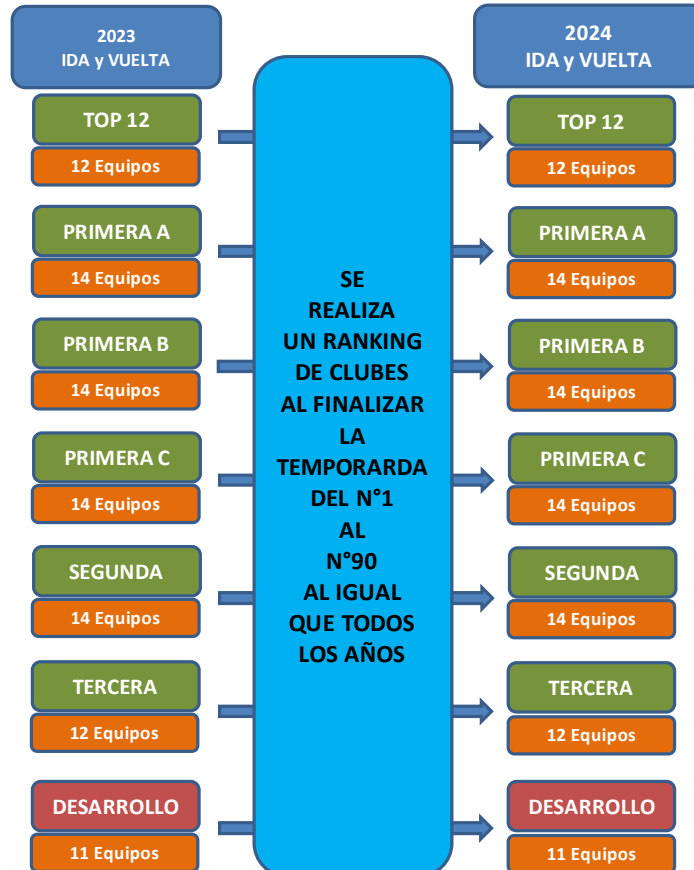 2023
IDA y VUELTA
TOP 12
12 Equipos
PRIMERA A
14 Equipos
PRIMERA B
14 Equipos
PRIMERA C
14 Equipos
SEGUNDA
14 Equipos
TERCERA
12 Equipos
DESARROLLO
11 Equipos
SE
REALIZA
UN RANKING
DE CLUBES
AL FINALIZAR
LA
TEMPORARDA
DEL N°1
AL
N°90
AL IGUAL
QUE TODOS
LOS AÑOS
2024
IDA y VUELTA
TOP 12
12 Equipos
PRIMERA A
14 Equipos
PRIMERA B
14 Equipos
PRIMERA C
14 Equipos
SEGUNDA
14 Equipos
TERCERA
12 Equipos
DESARROLLO
11 Equipos